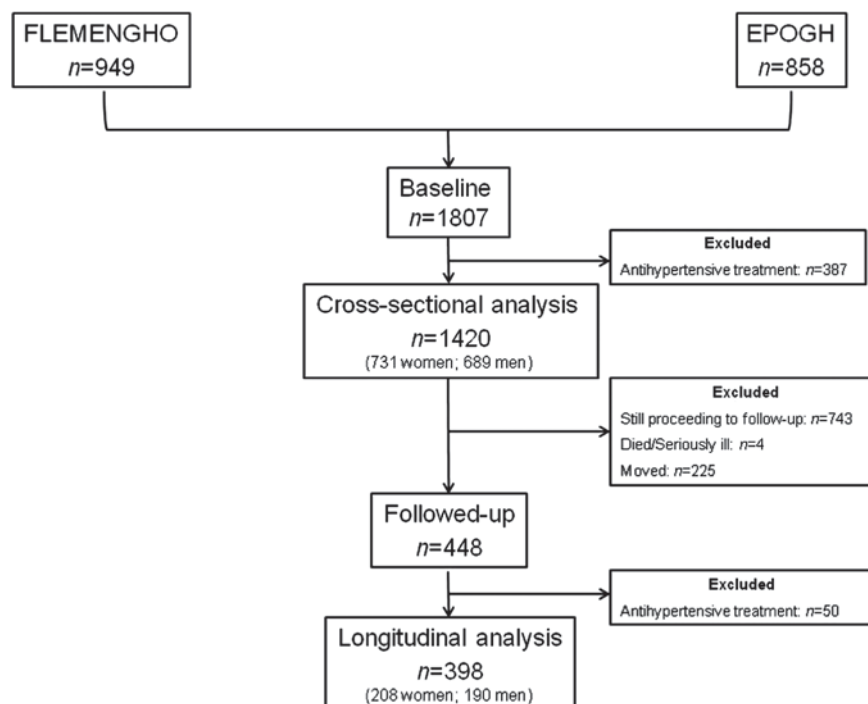 FLEMENGHO
n=949
EPOGH
n=858
Baseline
n=1807
Excluded
Antihypertensive treatment: n=387
Cross-sectional analysis
n=1420
(731 women; 689 men)
Excluded
Still proceeding to follow-up: n=743
Died/Seriously ill: n=4
Moved: n=225
Followed-up
n=448
Excluded
Antihypertensive treatment: n=50
Longitudinal analysis
n=398
(208 women; 190 men)